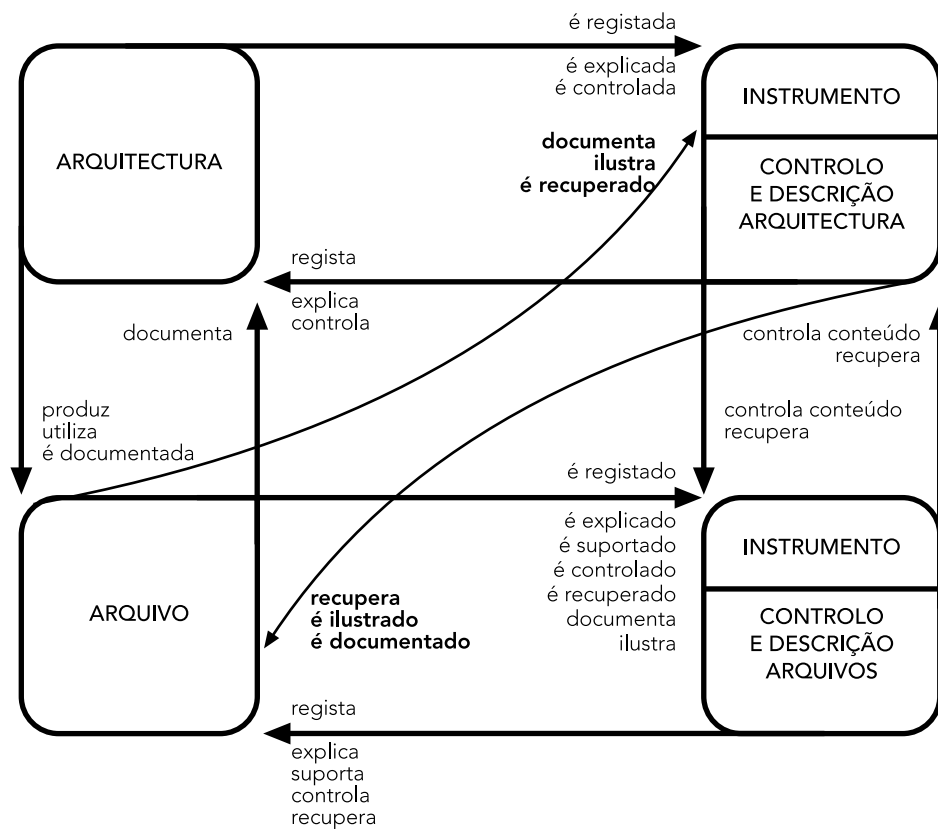 é registada
é explicada
é controlada
INSTRUMENTO
ARQUITECTURA
documenta
ilustra
é recuperado
CONTROLO
E DESCRIÇÃO
ARQUITECTURA
regista
explica
controla
documenta
controla conteúdo
recupera
produz
utiliza
é documentada
controla conteúdo
recupera
é registado
é explicado
é suportado
é controlado
é recuperado
documenta
ilustra
INSTRUMENTO
ARQUIVO
recupera
é ilustrado
é documentado
CONTROLO
E DESCRIÇÃO
ARQUIVOS
regista
explica
suporta
controla
recupera